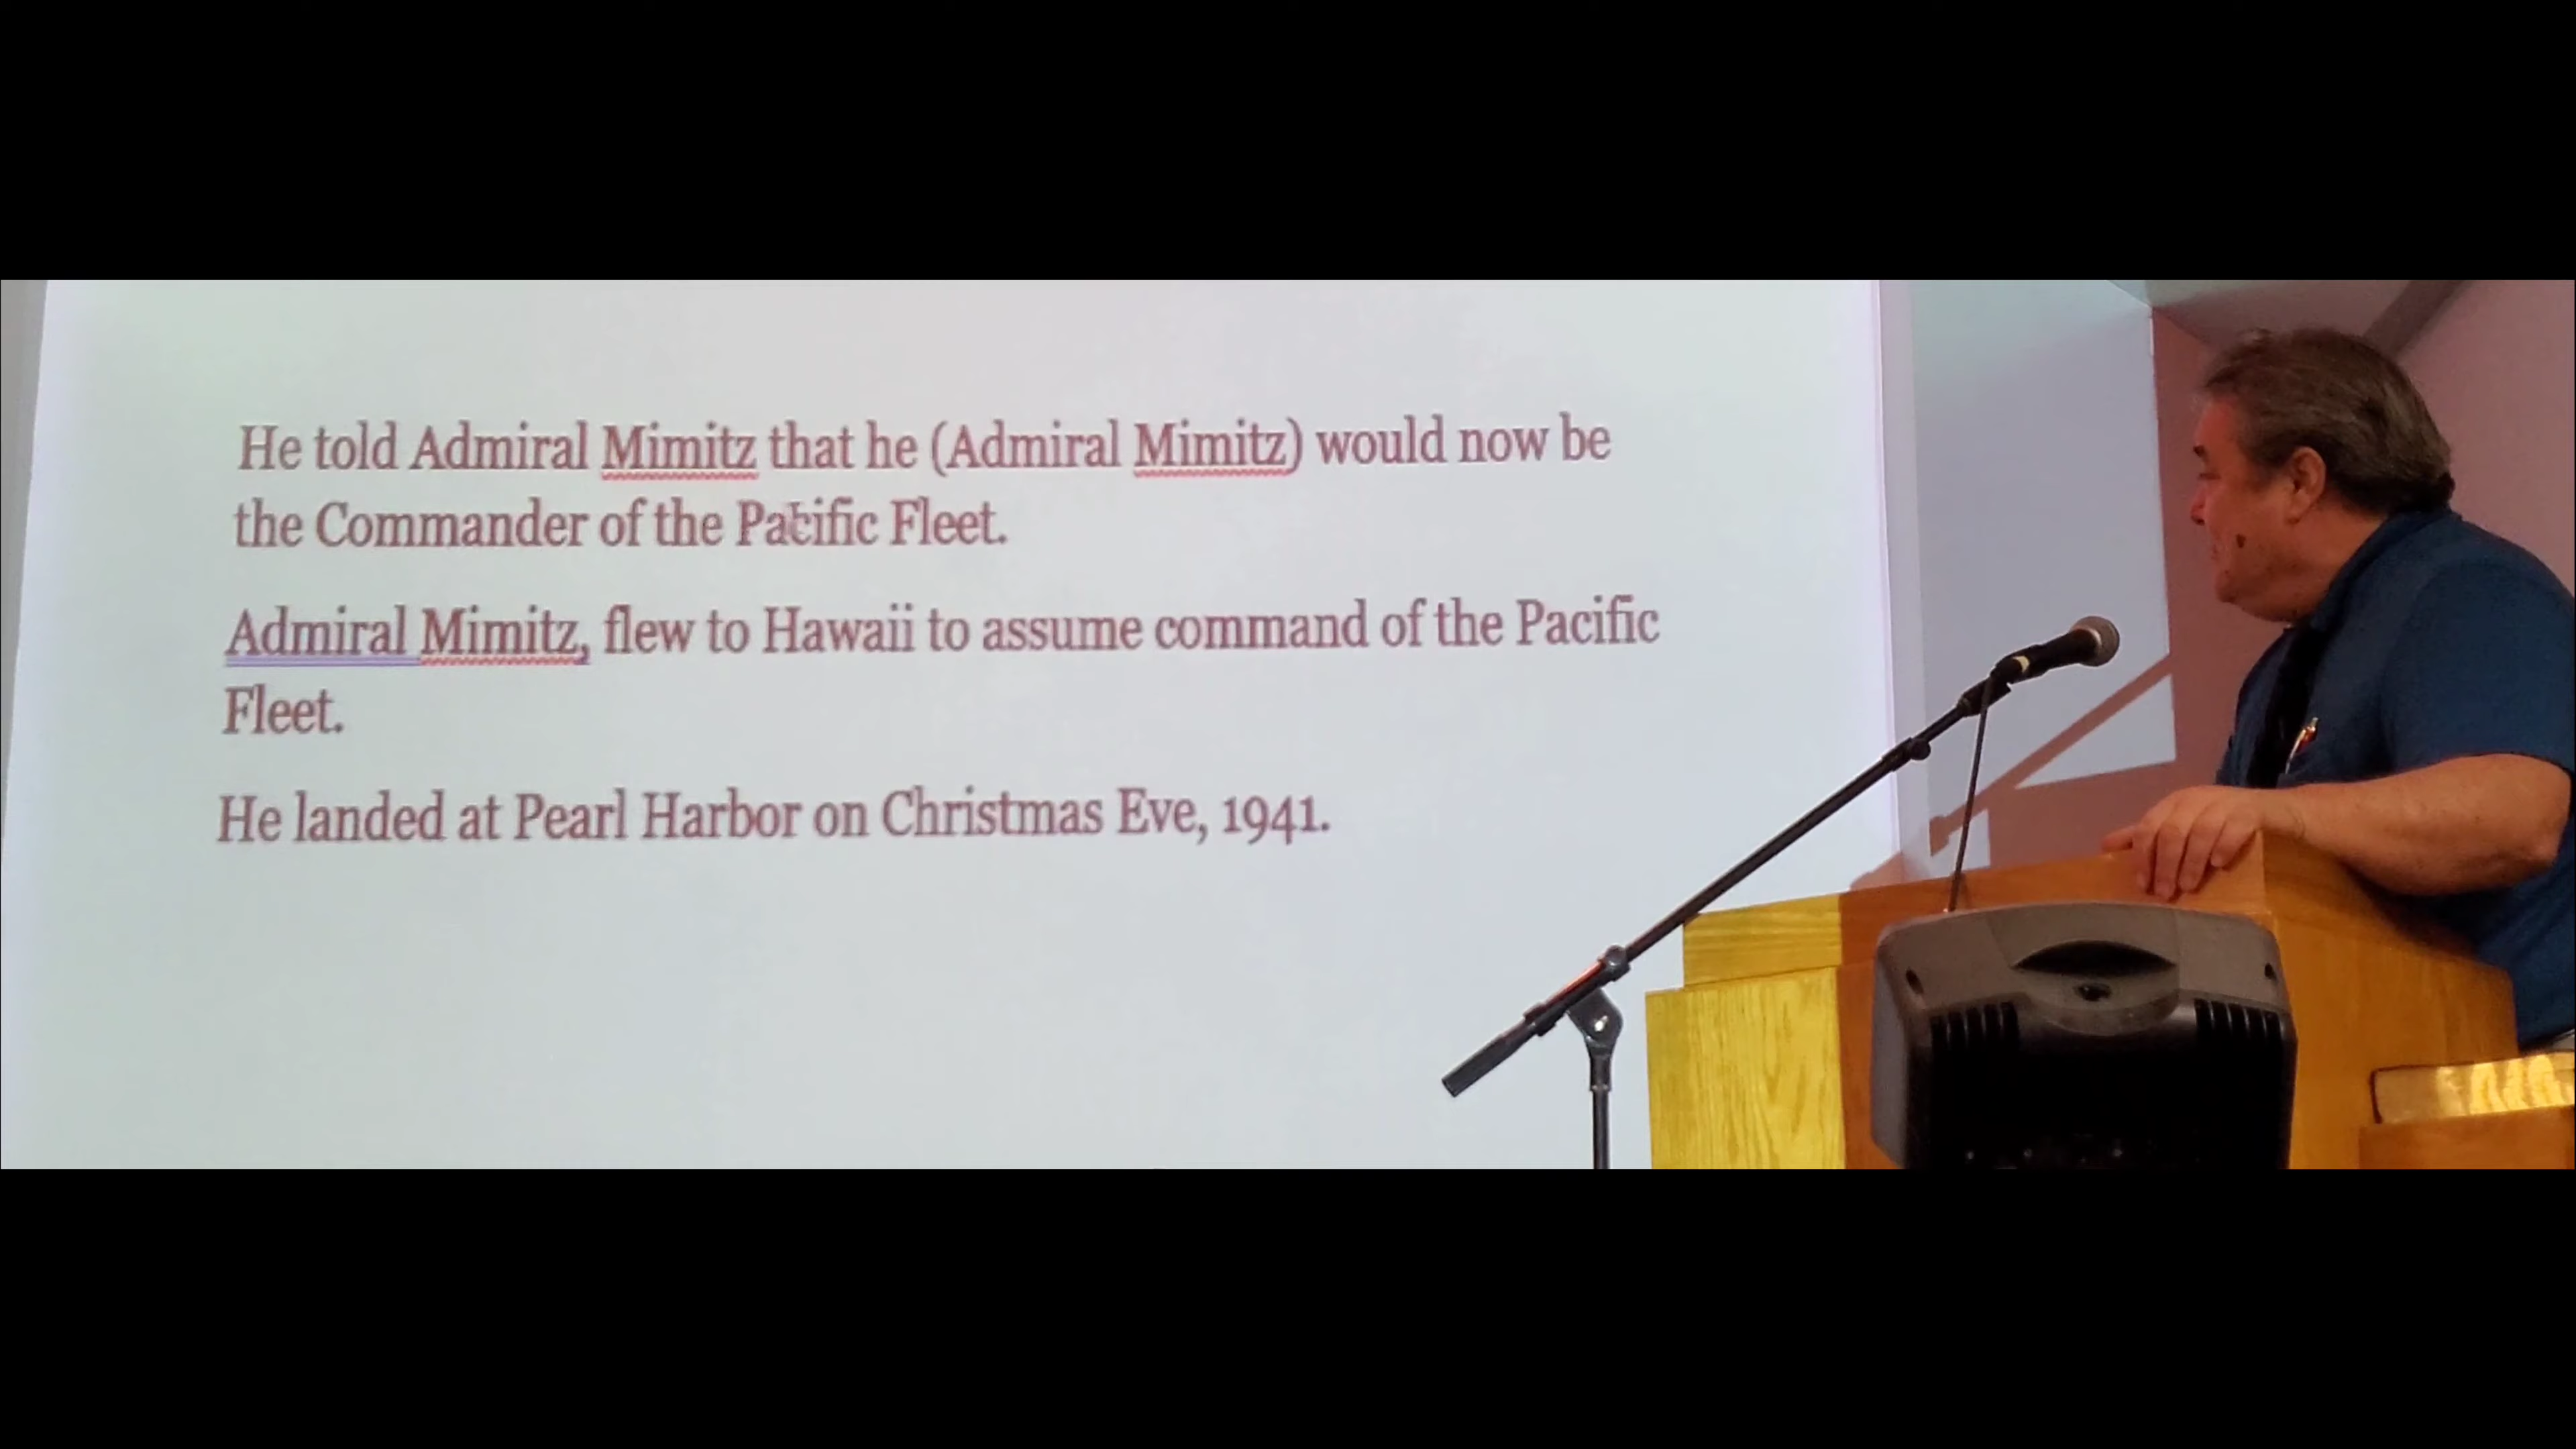 He told Admiral Mimitz that he (Admiral Mimitz) would now be
the Commander of the Pacific Fleet.
Admiral Mimitz, flew to Hawaii to assume command of the Pacific
Fleet.
He landed at Pearl Harbor on Christmas Eve, 1941.